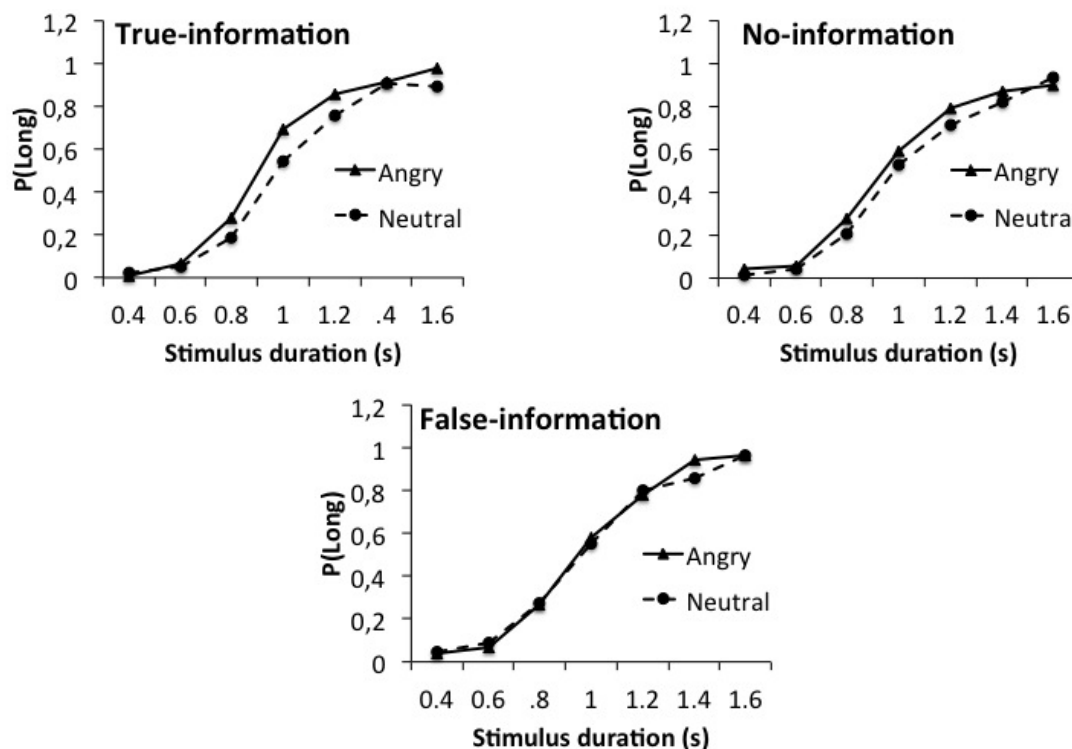 True-information
1,2
1
0,8
0,6
0,4
0,2
0
P(Long)
Angry
Neutral
0.4 0.6 0.8 1 1.2 .4 1.6
Stimulus duration (s)
No-information
1,2
1
0,8
0,6
0,4
0,2
0
P(Long)
Angry
Neutra
0.4 0.6 0.8 1 1.2 1.4 1.6
Stimulus duration (s)
False-information
1,2
1
0,8
0,6
0,4
0,2
0
P(Long)
Angry
Neutral
0.4 0.6 .8 1 1.2 1.4 1.6
Stimulus duration (s)